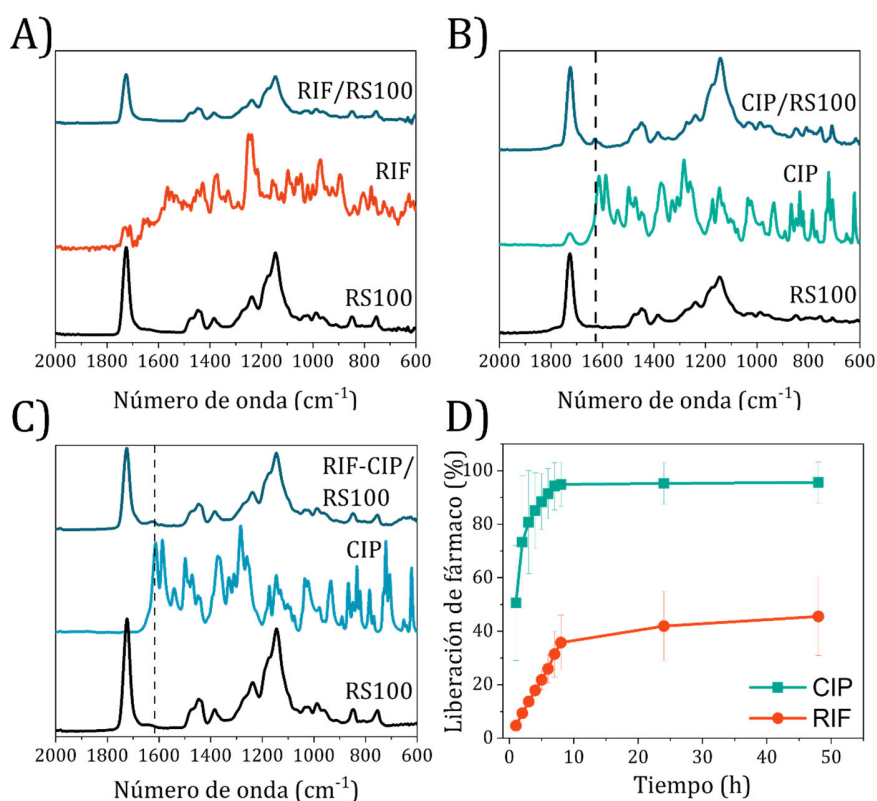 A)
RIF/RS100
RIF
RS100
2000 1800 1600 1400 1200 1000 800 600
Número de onda (cm⁻¹)
B)
CIP/RS100
CIP
RS100
2000 1800 1600 1400 1200 1000 800 600
Número de onda (cm⁻¹)
C)
RIF-CIP/
RS100
CIP
RS100
2000 1800 1600 1400 1200 1000 800 600
Número de onda (cm⁻¹)
D)
Liberación de fármaco (%)
100
80
60
40
20
0
CIP
RIF
0 10 20 30 40 50
Tiempo (h)